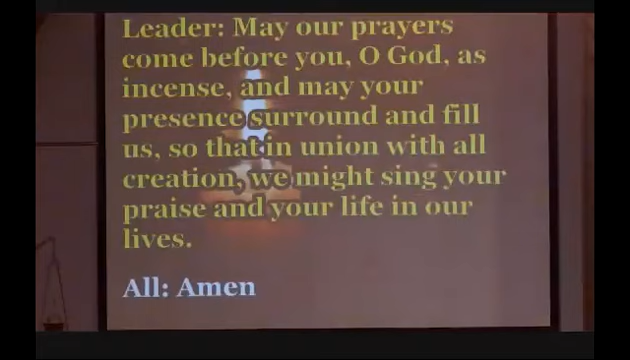 Leader: May our prayers
come before you, O God, as
incense, and may your
presence surround and fill
us, so that in union with all
creation, we might sing your
praise and your life in our
lives.
All: Amen